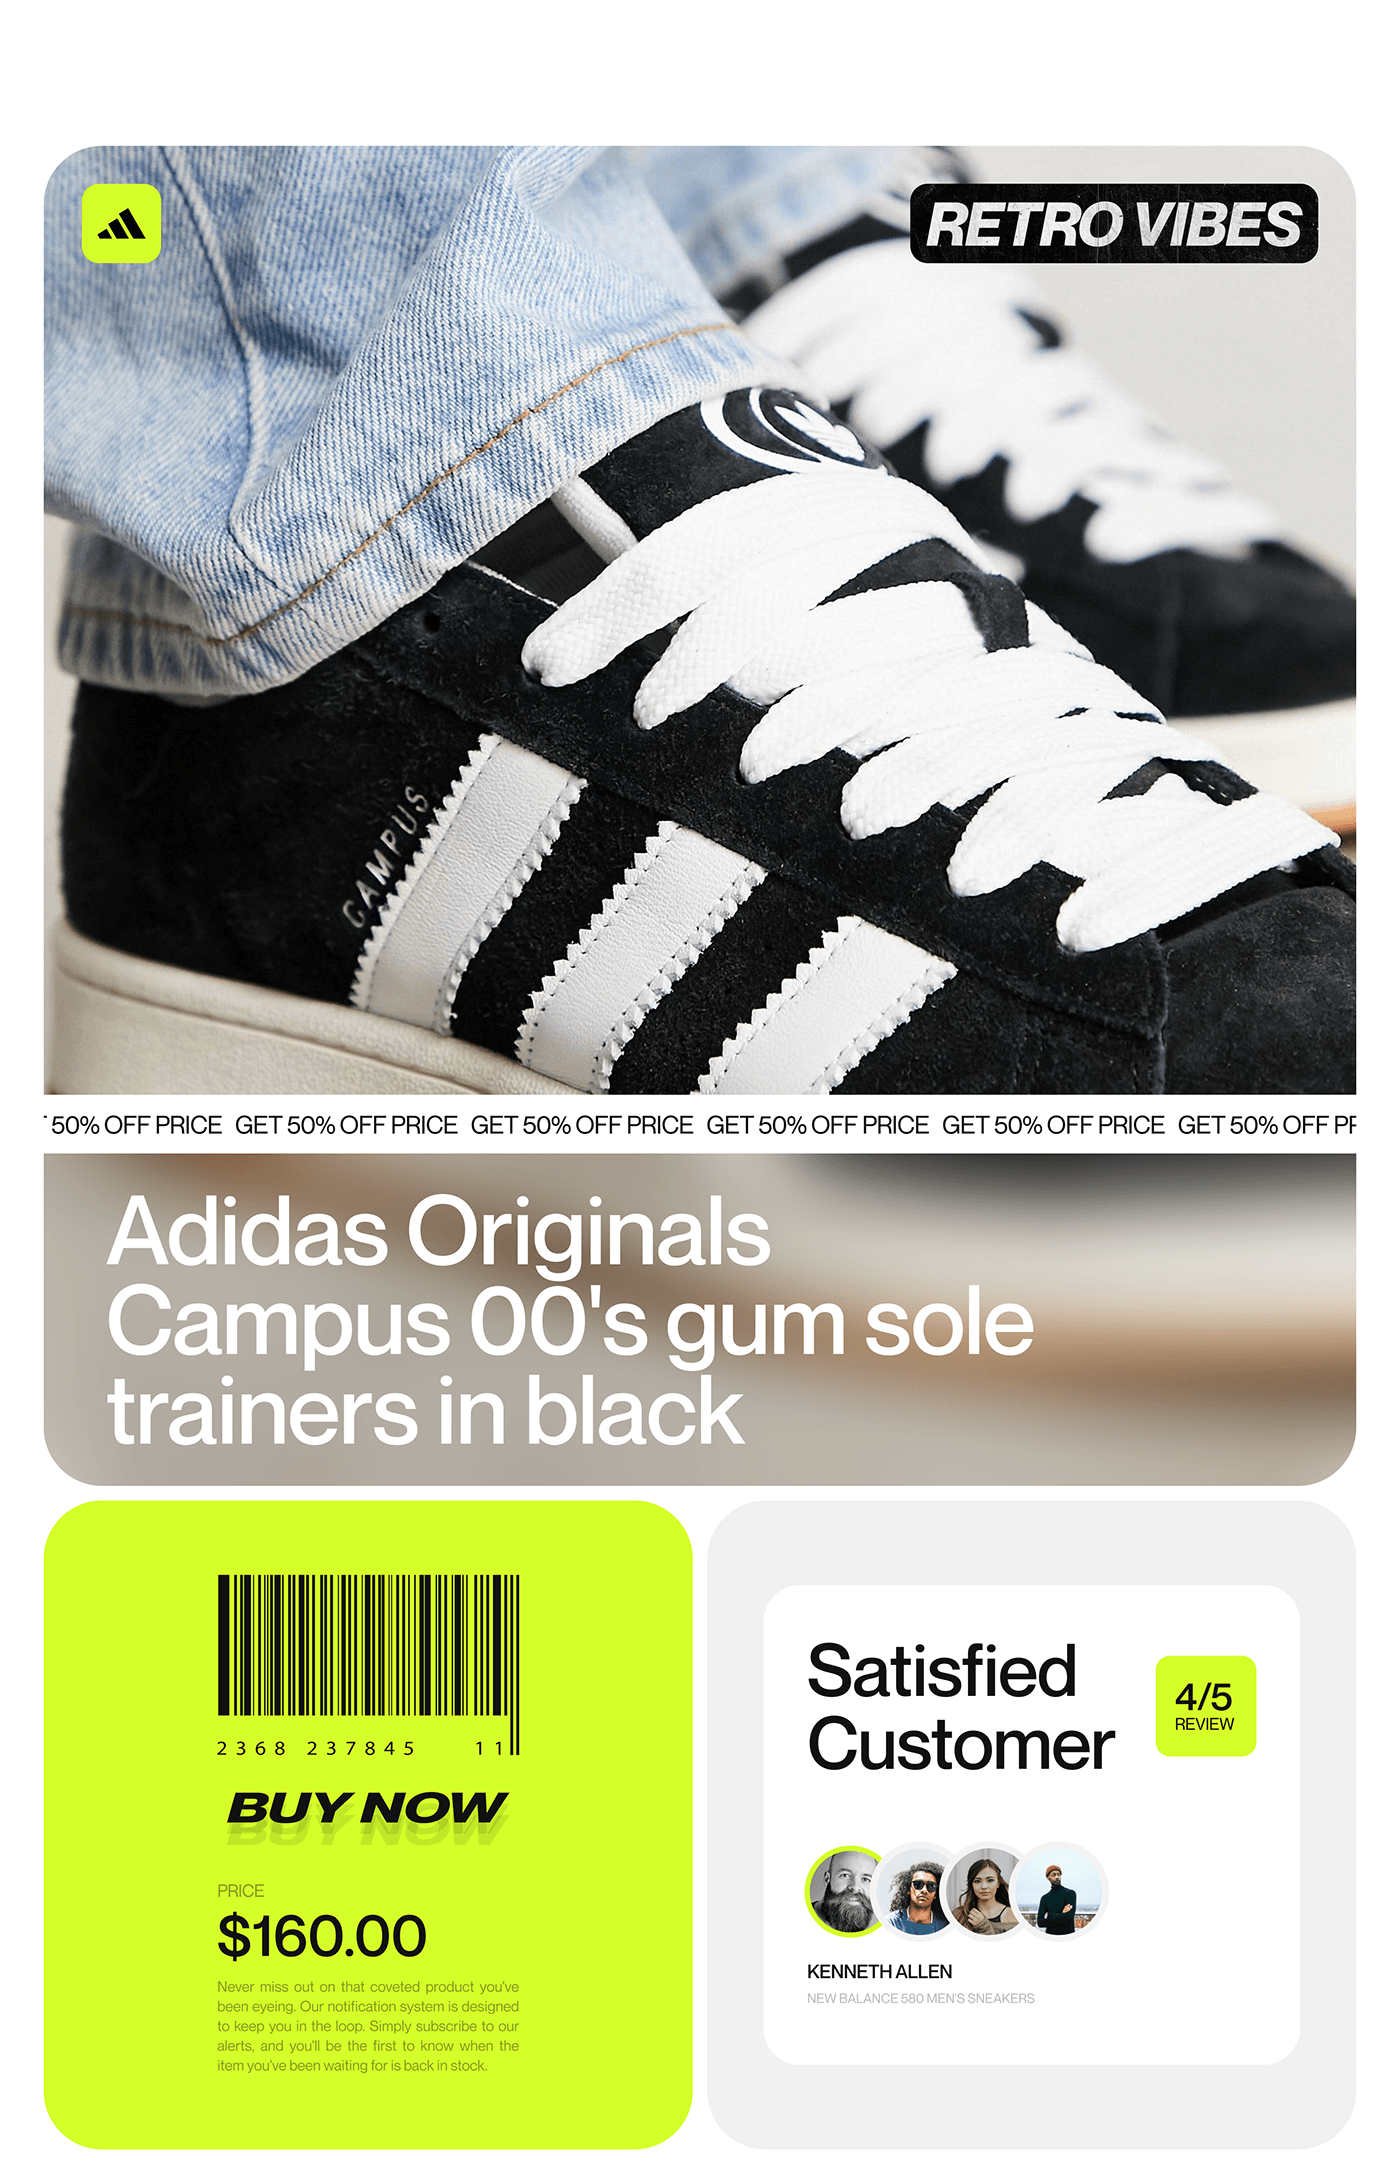 RETRO VIBES
CAMPUS
50% OFF PRICE GET 50% OFF PRICE GET 50% OFF PRICE GET 50% OFF PRICE GET 50% OFF PRICE GET 50% OFF
Adidas Originals
Campus 00's gum sole
trainers in black
2368 237845 11
BUY NOW
PRICE
$160.00
Never miss out on that coveted product you've
been eyeing. Our notification system is designed
to keep you in the loop. Simply subscribe to our
alerts, and you'll be the first to know when the
item you've been waiting for is back in stock.
Satisfied
Customer
4/5
REVIEW
KENNETH ALLEN
NEW BALANCE 580 MEN'S SNEAKERS